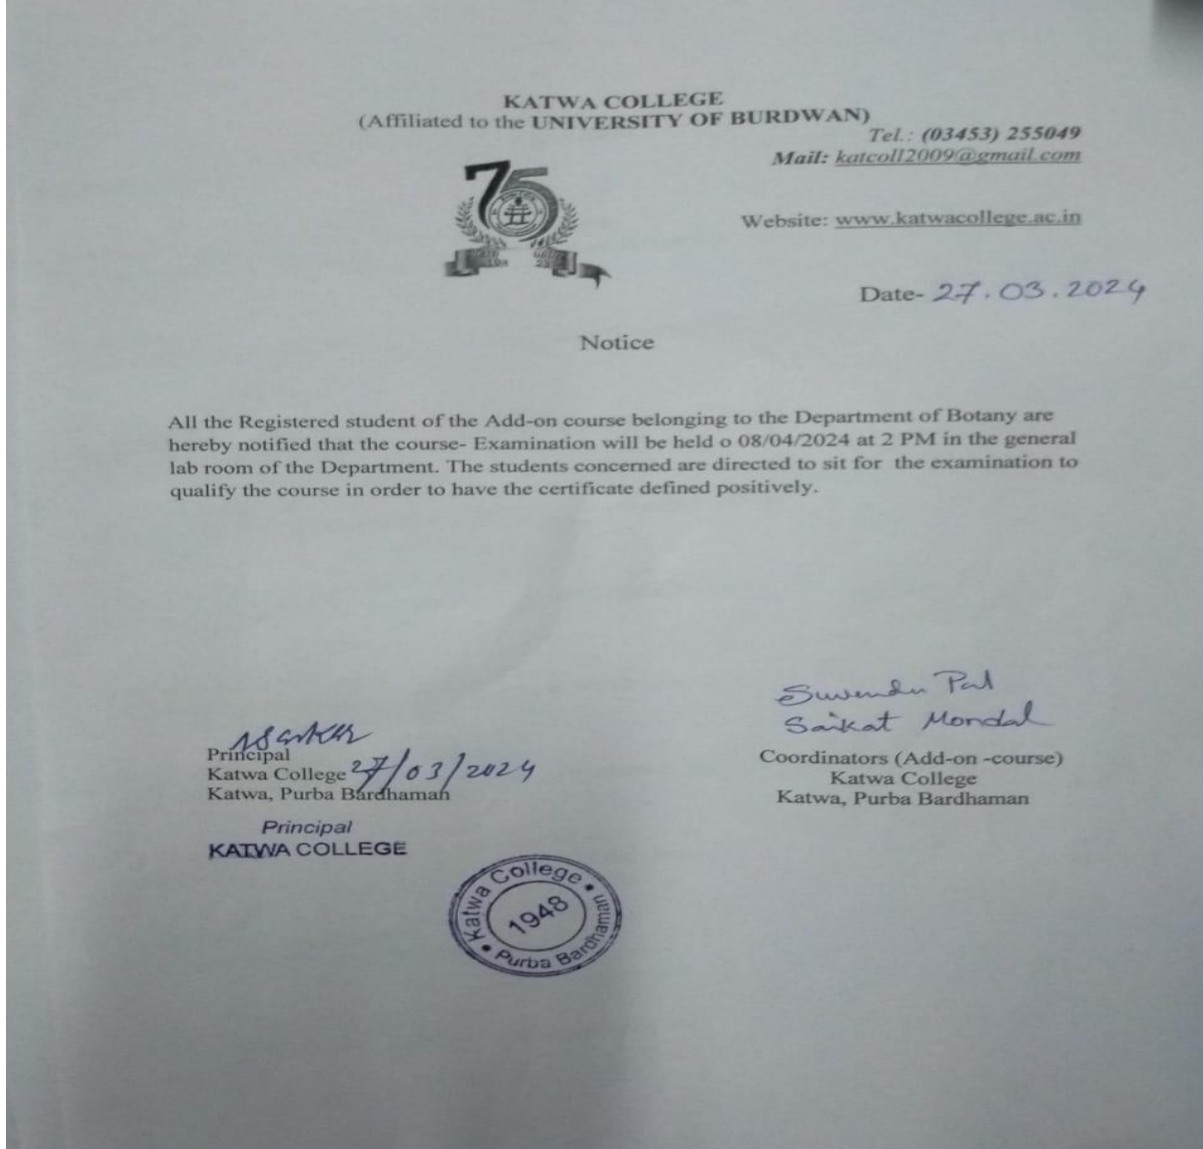 KATWA COLLEGE
(Affiliated to the UNIVERSITY OF BURDWAN)
Tel.: (03453) 255049
Mail: katcoll2009@gmail.com
75
Website: www.katwacollege.ac.in
Date- 27.03.2024
Notice
All the Registered student of the Add-on course belonging to the Department of Botany are
hereby notified that the course- Examination will be held o 08/04/2024 at 2 PM in the general
lab room of the Department. The students concerned are directed to sit for the examination to
qualify the course in order to have the certificate defined positively.
Suvendu Pal
Saikat Mondal
Coordinators (Add-on -course)
Katwa College
Katwa, Purba Bardhaman
Principal
Katwa College 27/03/2024
Katwa, Purba Bardhaman
Principal
KATWA COLLEGE
Katwa College
1948
Purba Bardhaman